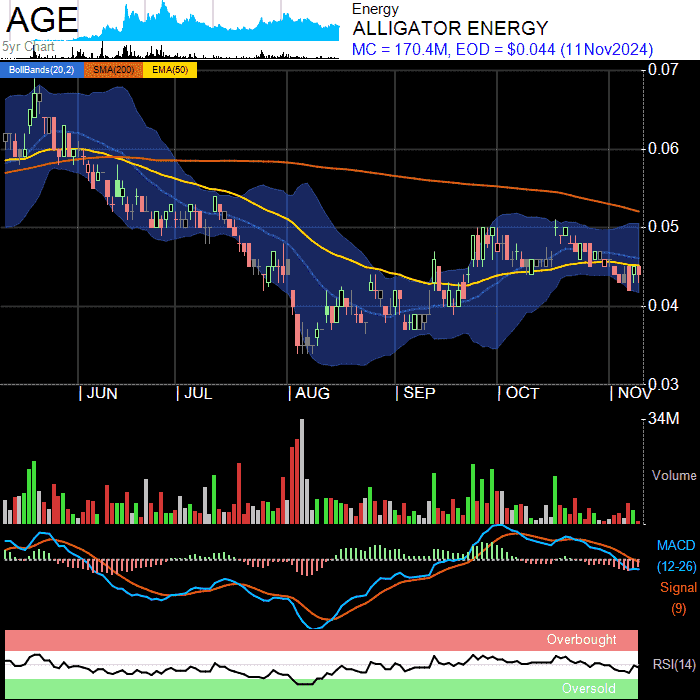 AGE
5yr Chart
Energy
ALLIGATOR ENERGY
MC = 170.4M, EOD = $0.044 (11Nov2024)
BollBands(20,2) SMA(200) EMA(50)
0.07
0.06
0.05
0.04
0.03
JUN JUL AUG SEP OCT NOV
34M
Volume
MACD
(12-26)
Signal
(9)
Overbought
RSI(14)
Oversold